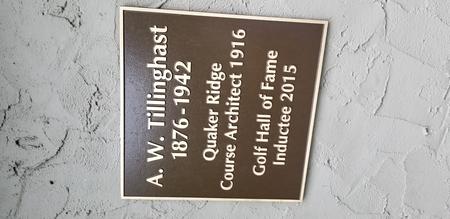 A. W. Tillinghast
1876-1942
Quaker Ridge
Course Architect 1916
Golf Hall of Fame
Inductee 2015